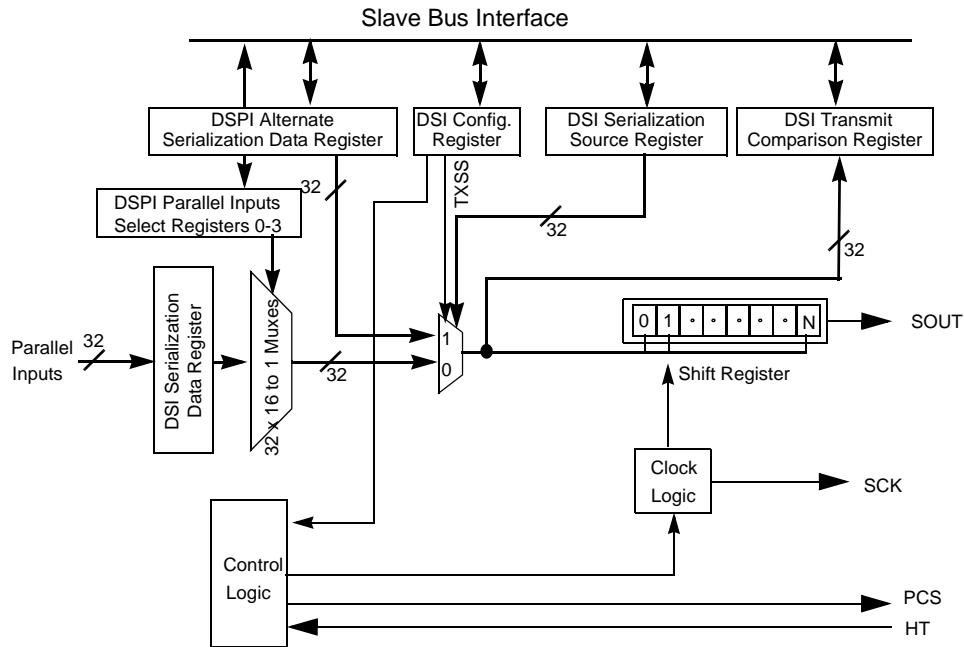 Slave Bus Interface
DSPI Alternate
Serialization Data Register
DSI Config.
Register
DSI Serialization
Source Register
DSI Transmit
Comparison Register
32
TXSS
DSPI Parallel Inputs
Select Registers 0-3
32
32
DSI Serialization
Data Register
32 x 16 to 1 Muxes
Parallel
Inputs
32
32
1
0
0 1 N
SOUT
Shift Register
Clock
Logic
SCK
Control
Logic
PCS
HT